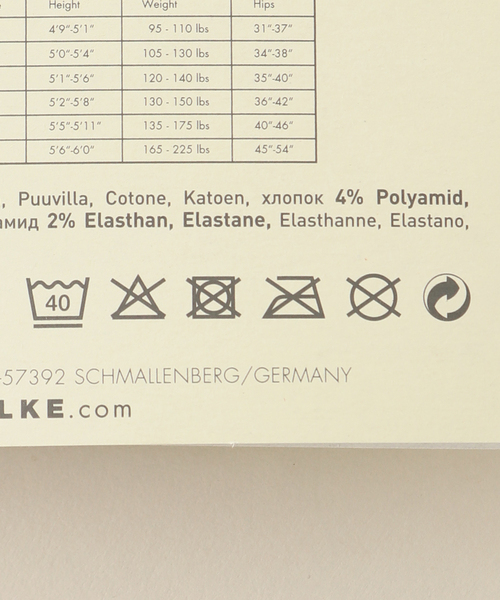 Height Weight Hips
4'9"-5'1" 95 - 110 lbs 31"-37"
5'0"-5'4" 105 - 130 lbs 34"-38"
5'1"-5'6" 120 - 140 lbs 35"-40"
5'2"-5'8" 130 - 150 lbs 36"-42"
5'5"-5'11" 135 - 175 lbs 40"-46"
5'6"-6'0" 165 - 225 lbs 45"-54"
, Puuvilla, Cotone, Katoen, хлопок 4% Polyamid,
амид 2% Elasthan, Elastane, Elasthanne, Elastano,
40
-57392 SCHMALLENBERG/GERMANY
LKE.com